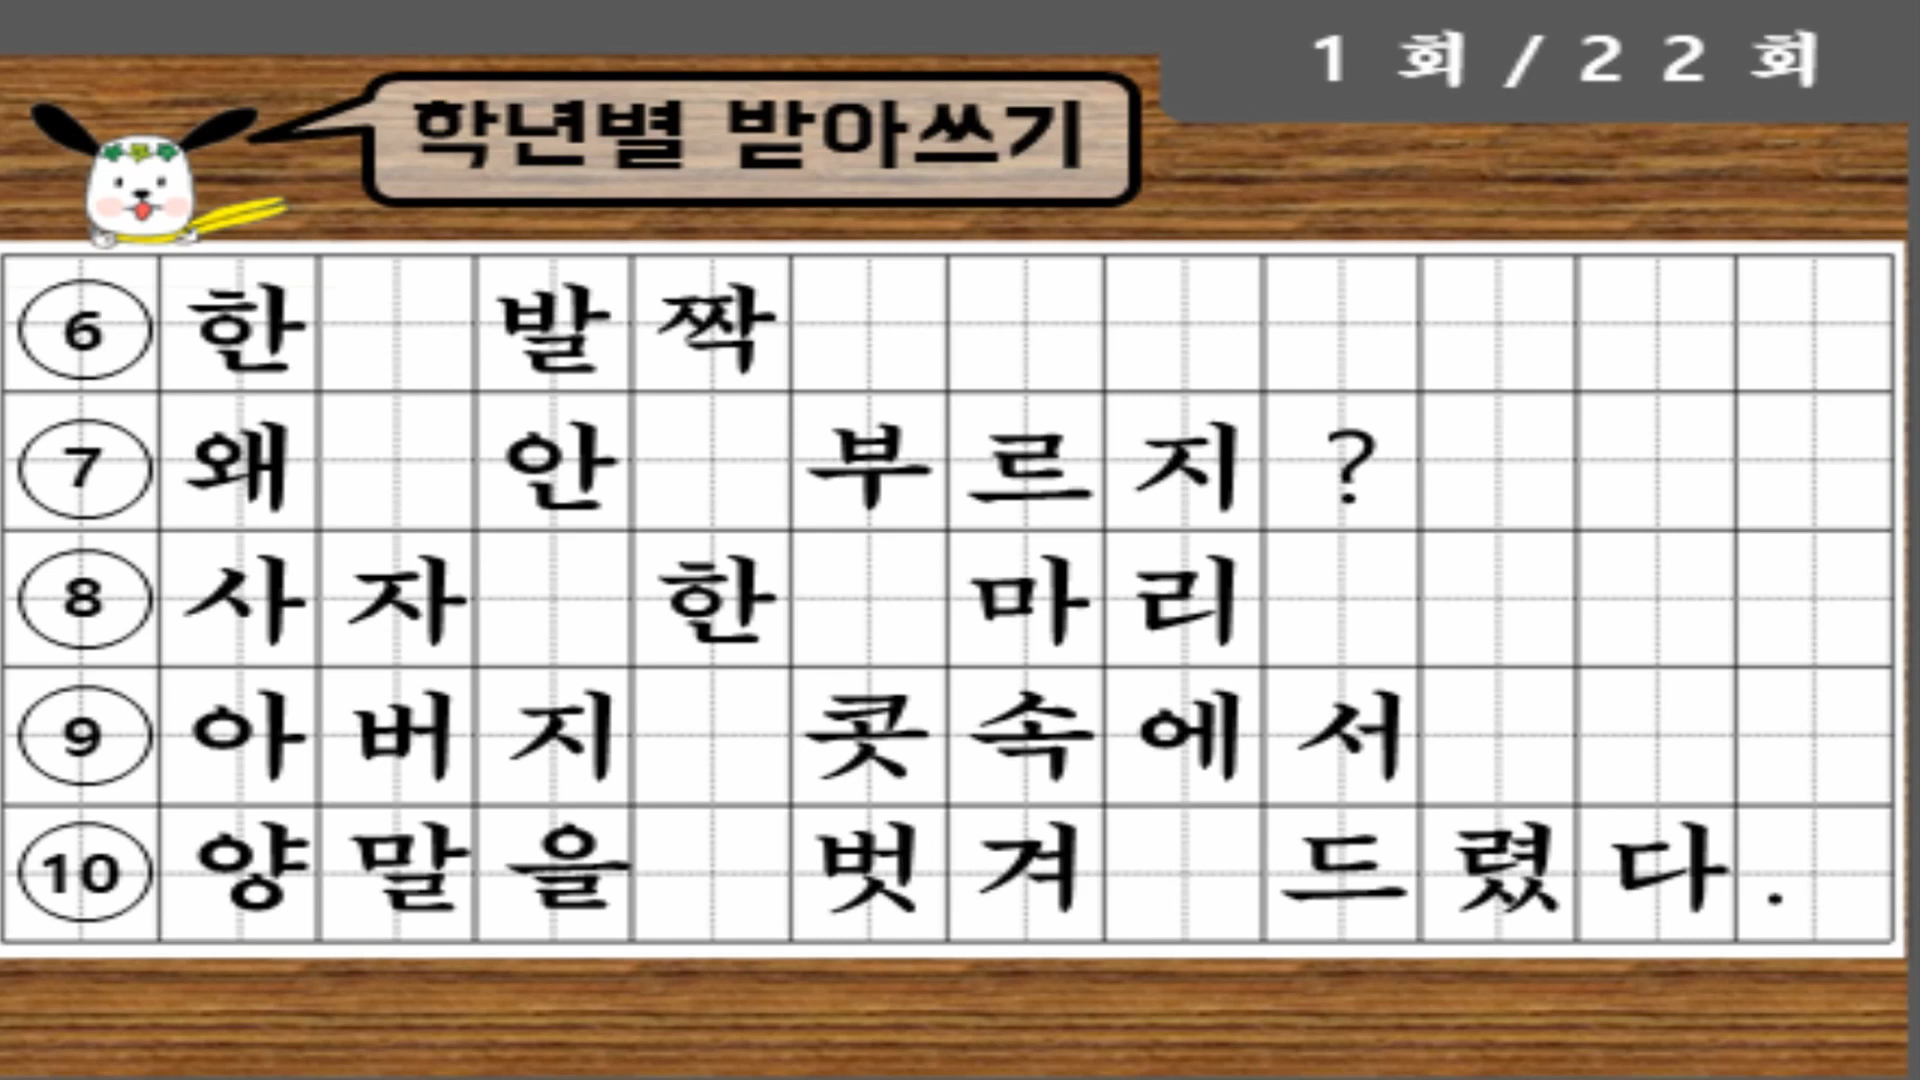 1 회 / 2 2 회
학년별 받아쓰기
6 한 발짝
7 왜 안 부르지?
8 사자 한 마리
9 아버지 콧속에서
10 양말을 벗겨 드렸다.